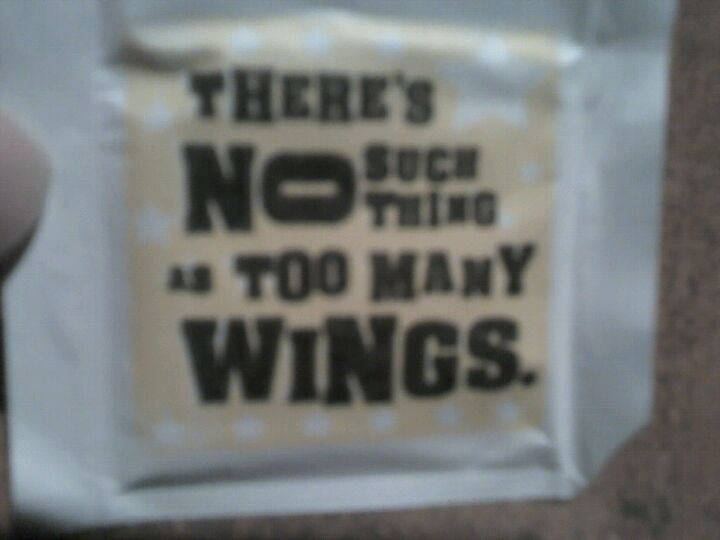 THERE'S
NO SUCH
THING
AS TOO MANY
WINGS.